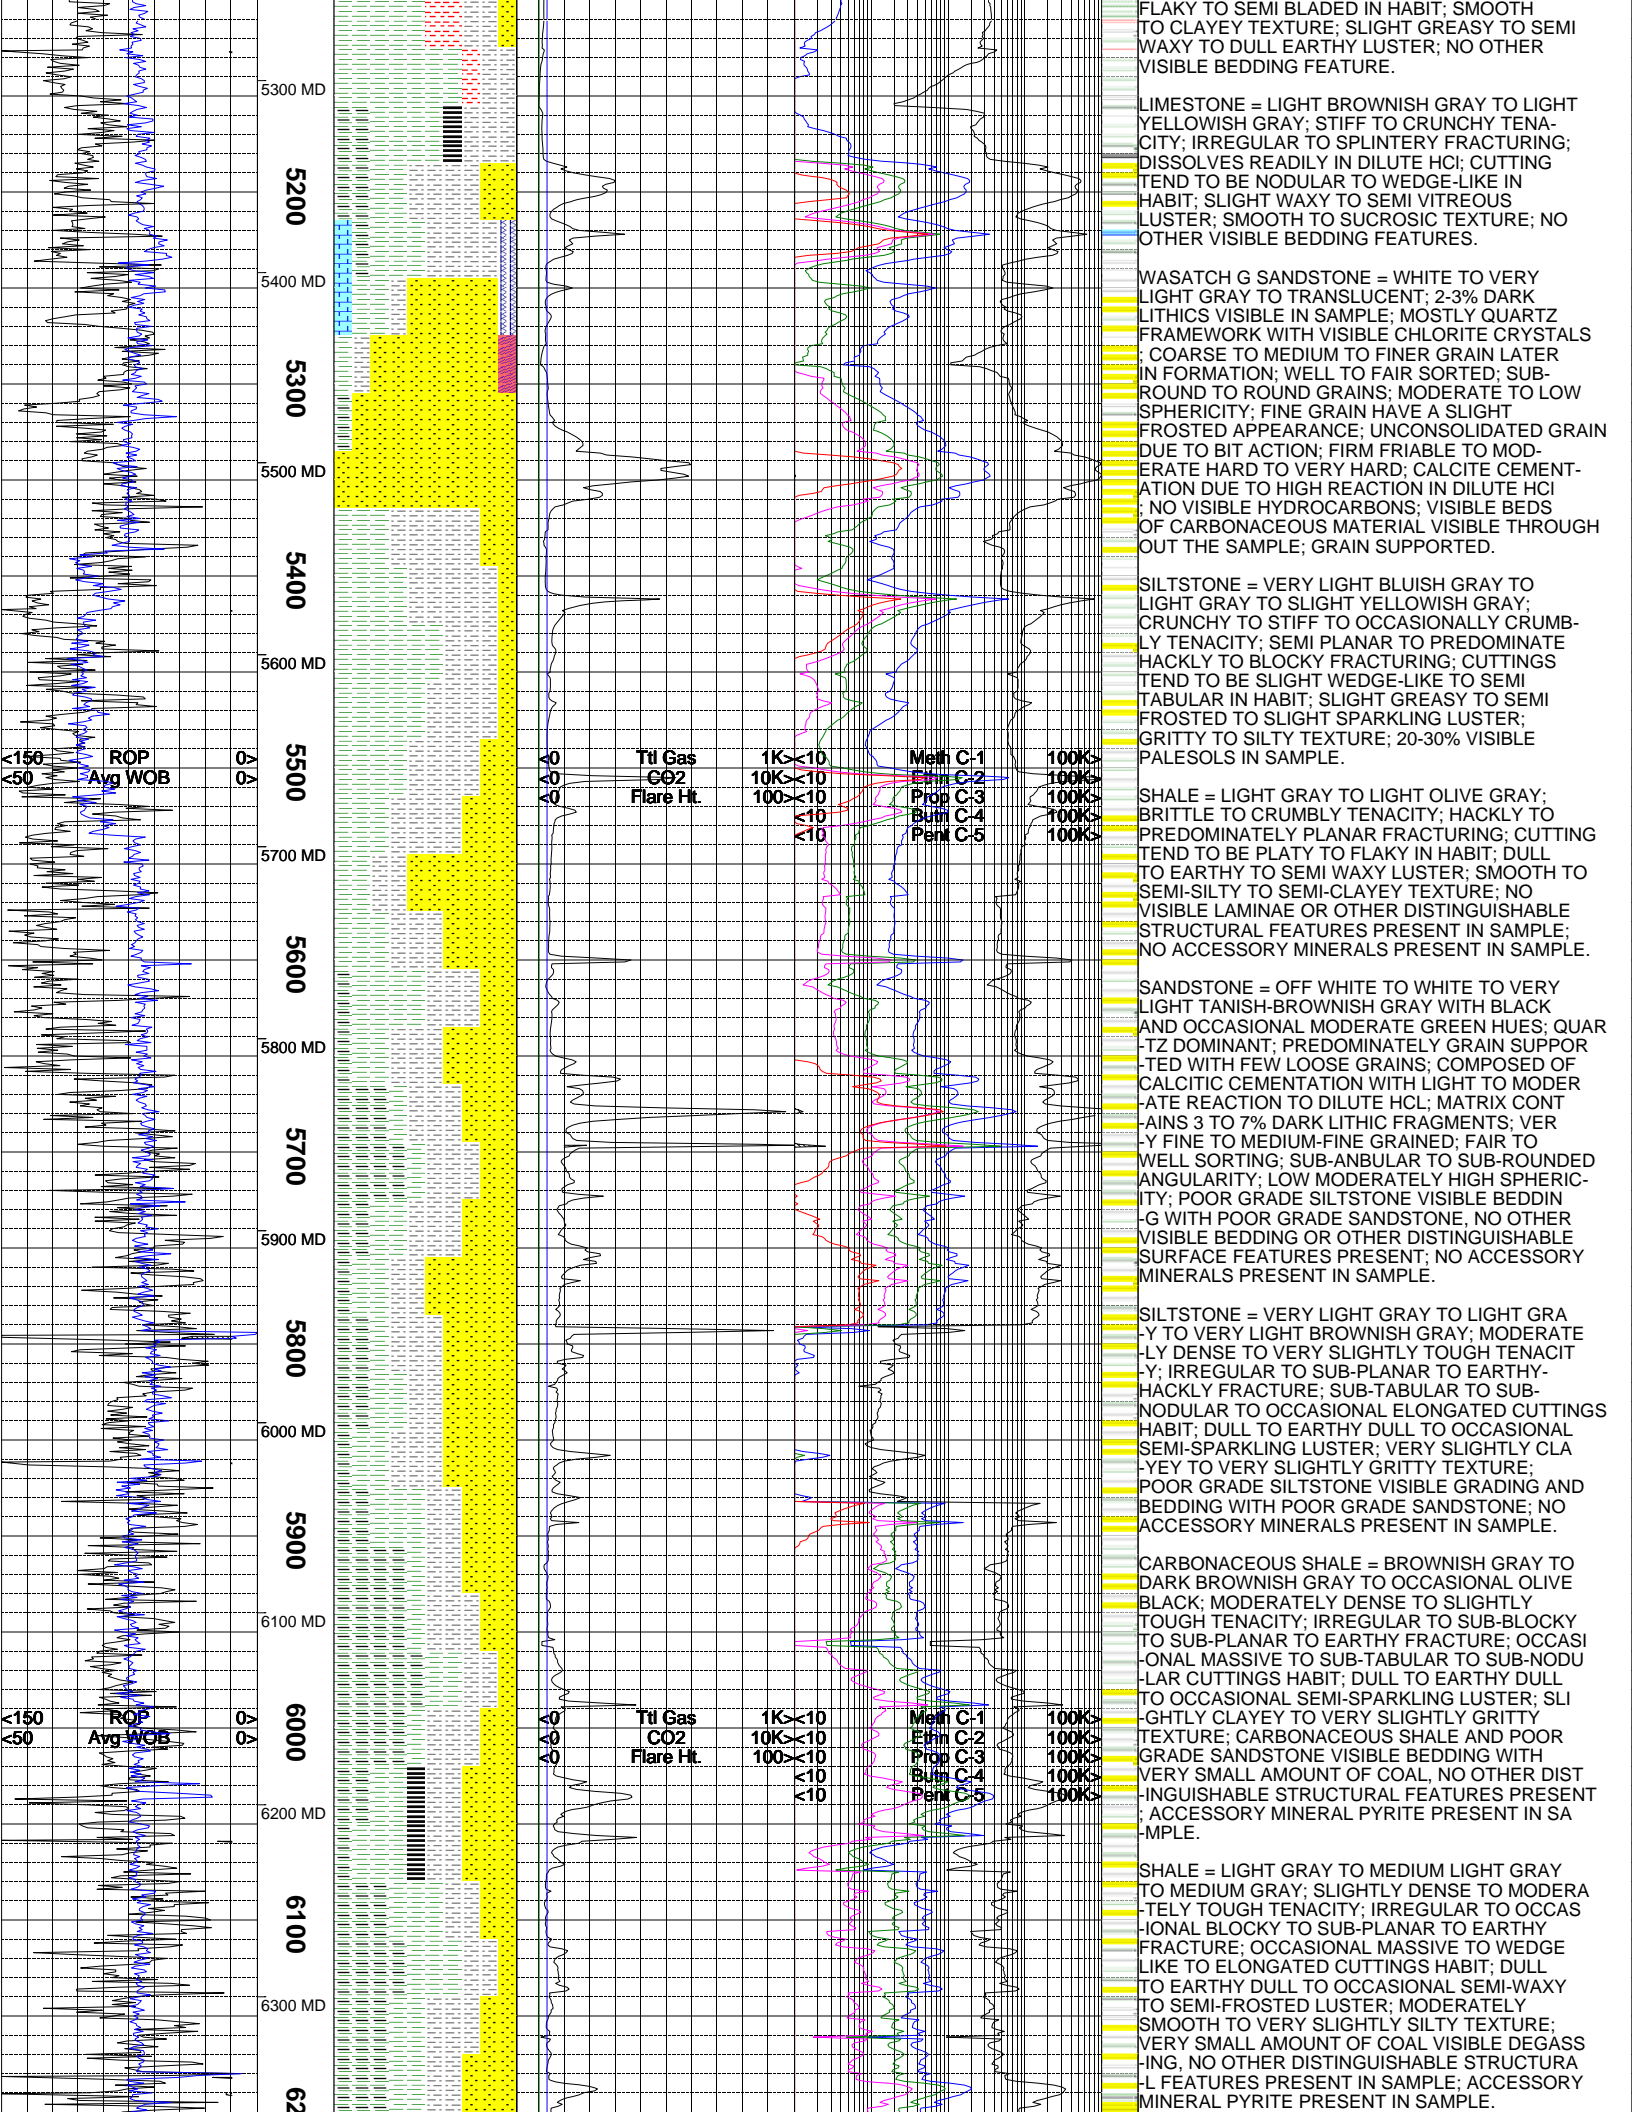 FLAKY TO SEMI BLADED IN HABIT; SMOOTH
TO CLAYEY TEXTURE; SLIGHT GREASY TO SEMI
WAXY TO DULL EARTHY LUSTER; NO OTHER
VISIBLE BEDDING FEATURE.
LIMESTONE = LIGHT BROWNISH GRAY TO LIGHT
YELLOWISH GRAY; STIFF TO CRUNCHY TENA-
CITY; IRREGULAR TO SPLINTERY FRACTURING;
DISSOLVES READILY IN DILUTE HCl; CUTTING
TEND TO BE NODULAR TO WEDGE-LIKE IN
HABIT; SLIGHT WAXY TO SEMI VITREOUS
LUSTER; SMOOTH TO SUCROSIC TEXTURE; NO
OTHER VISIBLE BEDDING FEATURES.
WASATCH G SANDSTONE = WHITE TO VERY
LIGHT GRAY TO TRANSLUCENT; 2-3% DARK
LITHICS VISIBLE IN SAMPLE; MOSTLY QUARTZ
FRAMEWORK WITH VISIBLE CHLORITE CRYSTALS
; COARSE TO MEDIUM TO FINER GRAIN LATER
IN FORMATION; WELL TO FAIR SORTED; SUB-
ROUND TO ROUND GRAINS; MODERATE TO LOW
SPHERICITY; FINE GRAIN HAVE A SLIGHT
FROSTED APPEARANCE; UNCONSOLIDATED GRAIN
DUE TO BIT ACTION; FIRM FRIABLE TO MOD-
ERATE HARD TO VERY HARD; CALCITE CEMENT-
ATION DUE TO HIGH REACTION IN DILUTE HCl
; NO VISIBLE HYDROCARBONS; VISIBLE BEDS
OF CARBONACEOUS MATERIAL VISIBLE THROUGH
OUT THE SAMPLE; GRAIN SUPPORTED.
SILTSTONE = VERY LIGHT BLUISH GRAY TO
LIGHT GRAY TO SLIGHT YELLOWISH GRAY;
CRUNCHY TO STIFF TO OCCASIONALLY CRUMB-
LY TENACITY; SEMI PLANAR TO PREDOMINATE
HACKLY TO BLOCKY FRACTURING; CUTTINGS
TEND TO BE SLIGHT WEDGE-LIKE TO SEMI
TABULAR IN HABIT; SLIGHT GREASY TO SEMI
FROSTED TO SLIGHT SPARKLING LUSTER;
GRITTY TO SILTY TEXTURE; 20-30% VISIBLE
PALESOLS IN SAMPLE.
SHALE = LIGHT GRAY TO LIGHT OLIVE GRAY;
BRITTLE TO CRUMBLY TENACITY; HACKLY TO
PREDOMINATELY PLANAR FRACTURING; CUTTING
TEND TO BE PLATY TO FLAKY IN HABIT; DULL
TO EARTHY TO SEMI WAXY LUSTER; SMOOTH TO
SEMI-SILTY TO SEMI-CLAYEY TEXTURE; NO
VISIBLE LAMINAE OR OTHER DISTINGUISHABLE
STRUCTURAL FEATURES PRESENT IN SAMPLE;
NO ACCESSORY MINERALS PRESENT IN SAMPLE.
SANDSTONE = OFF WHITE TO WHITE TO VERY
LIGHT TANISH-BROWNISH GRAY WITH BLACK
AND OCCASIONAL MODERATE GREEN HUES; QUAR
-TZ DOMINANT; PREDOMINATELY GRAIN SUPPOR
-TED WITH FEW LOOSE GRAINS; COMPOSED OF
CALCITIC CEMENTATION WITH LIGHT TO MODER
-ATE REACTION TO DILUTE HCL; MATRIX CONT
-AINS 3 TO 7% DARK LITHIC FRAGMENTS; VER
-Y FINE TO MEDIUM-FINE GRAINED; FAIR TO
WELL SORTING; SUB-ANBULAR TO SUB-ROUNDED
ANGULARITY; LOW MODERATELY HIGH SPHERIC-
ITY; POOR GRADE SILTSTONE VISIBLE BEDDIN
-G WITH POOR GRADE SANDSTONE, NO OTHER
VISIBLE BEDDING OR OTHER DISTINGUISHABLE
SURFACE FEATURES PRESENT; NO ACCESSORY
MINERALS PRESENT IN SAMPLE.
SILTSTONE = VERY LIGHT GRAY TO LIGHT GRA
-Y TO VERY LIGHT BROWNISH GRAY; MODERATE
-LY DENSE TO VERY SLIGHTLY TOUGH TENACIT
-Y; IRREGULAR TO SUB-PLANAR TO EARTHY-
HACKLY FRACTURE; SUB-TABULAR TO SUB-
NODULAR TO OCCASIONAL ELONGATED CUTTINGS
HABIT; DULL TO EARTHY DULL TO OCCASIONAL
SEMI-SPARKLING LUSTER; VERY SLIGHTLY CLA
-YEY TO VERY SLIGHTLY GRITTY TEXTURE;
POOR GRADE SILTSTONE VISIBLE GRADING AND
BEDDING WITH POOR GRADE SANDSTONE; NO
ACCESSORY MINERALS PRESENT IN SAMPLE.
CARBONACEOUS SHALE = BROWNISH GRAY TO
DARK BROWNISH GRAY TO OCCASIONAL OLIVE
BLACK; MODERATELY DENSE TO SLIGHTLY
TOUGH TENACITY; IRREGULAR TO SUB-BLOCKY
TO SUB-PLANAR TO EARTHY FRACTURE; OCCASI
-ONAL MASSIVE TO SUB-TABULAR TO SUB-NODU
-LAR CUTTINGS HABIT; DULL TO EARTHY DULL
TO OCCASIONAL SEMI-SPARKLING LUSTER; SLI
-GHTLY CLAYEY TO VERY SLIGHTLY GRITTY
TEXTURE; CARBONACEOUS SHALE AND POOR
GRADE SANDSTONE VISIBLE BEDDING WITH
VERY SMALL AMOUNT OF COAL, NO OTHER DIST
-INGUISHABLE STRUCTURAL FEATURES PRESENT
; ACCESSORY MINERAL PYRITE PRESENT IN SA
-MPLE.
SHALE = LIGHT GRAY TO MEDIUM LIGHT GRAY
TO MEDIUM GRAY; SLIGHTLY DENSE TO MODERA
-TELY TOUGH TENACITY; IRREGULAR TO OCCAS
-IONAL BLOCKY TO SUB-PLANAR TO EARTHY
FRACTURE; OCCASIONAL MASSIVE TO WEDGE
LIKE TO ELONGATED CUTTINGS HABIT; DULL
TO EARTHY DULL TO OCCASIONAL SEMI-WAXY
TO SEMI-FROSTED LUSTER; MODERATELY
SMOOTH TO VERY SLIGHTLY SILTY TEXTURE;
VERY SMALL AMOUNT OF COAL VISIBLE DEGASS
-ING, NO OTHER DISTINGUISHABLE STRUCTURA
-L FEATURES PRESENT IN SAMPLE; ACCESSORY
MINERAL PYRITE PRESENT IN SAMPLE.
5300 MD
5200
5400 MD
5300
5500 MD
5400
5600 MD
5500
5700 MD
5600
5800 MD
5700
5900 MD
5800
6000 MD
5900
6100 MD
6000
6200 MD
6100
6300 MD
62
<150 ROP 0>
<50 Avg WOB 0>
<0 Ttl Gas 1K>
<0 CO2 10K>
<0 Flare Ht. 100>
<10 Meth C-1 100K>
<10 Ethn C-2 100K>
<10 Prop C-3 100K>
<10 Butn C-4 100K>
<10 Pent C-5 100K>
<150 ROP 0>
<50 Avg WOB 0>
<0 Ttl Gas 1K>
<0 CO2 10K>
<0 Flare Ht. 100>
<10 Meth C-1 100K>
<10 Ethn C-2 100K>
<10 Prop C-3 100K>
<10 Butn C-4 100K>
<10 Pent C-5 100K>